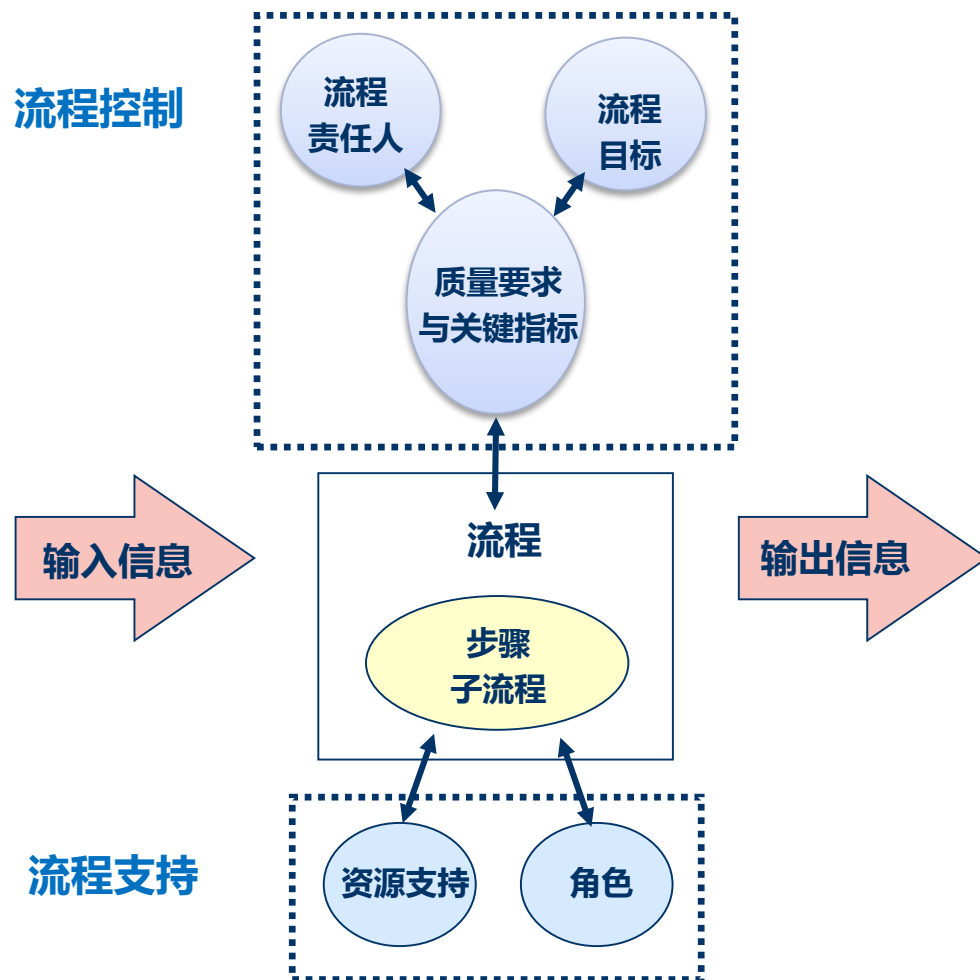 流程控制
流程
责任人
流程
目标
质量要求
与关键指标
输入信息
流程
输出信息
步骤
子流程
流程支持
资源支持
角色